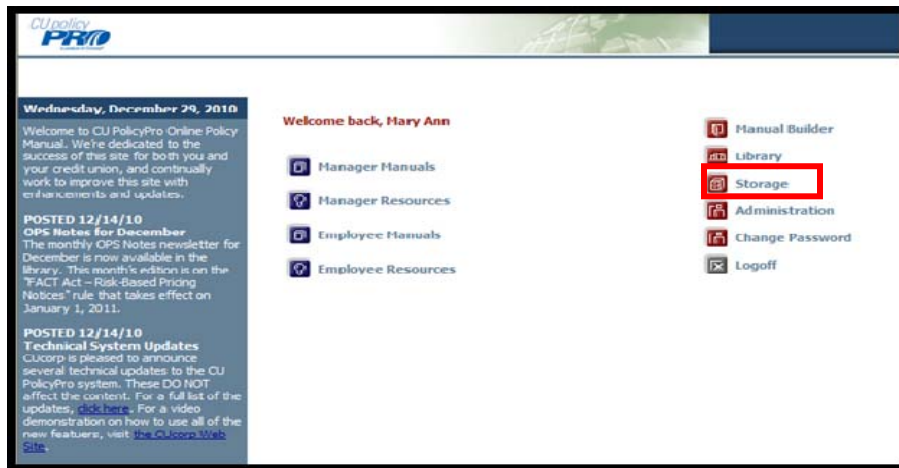 CU policy
PRO
Wednesday, December 29, 2010
Welcome to CU PolicyPro Online Policy
Manual. We're dedicated to the
success of this site for both you and
your credit union, and continually
work to improve this site with
enhancements and updates.
POSTED 12/14/10
OPS Notes for December
The monthly OPS Notes newsletter for
December is now available in the
library. This month's edition is on the
"FACT Act – Risk-Based Pricing
Notices" rule that takes effect on
January 1, 2011.
POSTED 12/14/10
Technical System Updates
CUcorp is pleased to announce
several technical updates to the CU
PolicyPro system. These DO NOT
affect the content. For a full list of the
updates, click here. For a video
demonstration on how to use all of the
new featuers, visit the CUcorp Web
Site.
Welcome back, Mary Ann
Manager Manuals
Manager Resources
Employee Manuals
Employee Resources
Manual Builder
Library
Storage
Administration
Change Password
Logoff